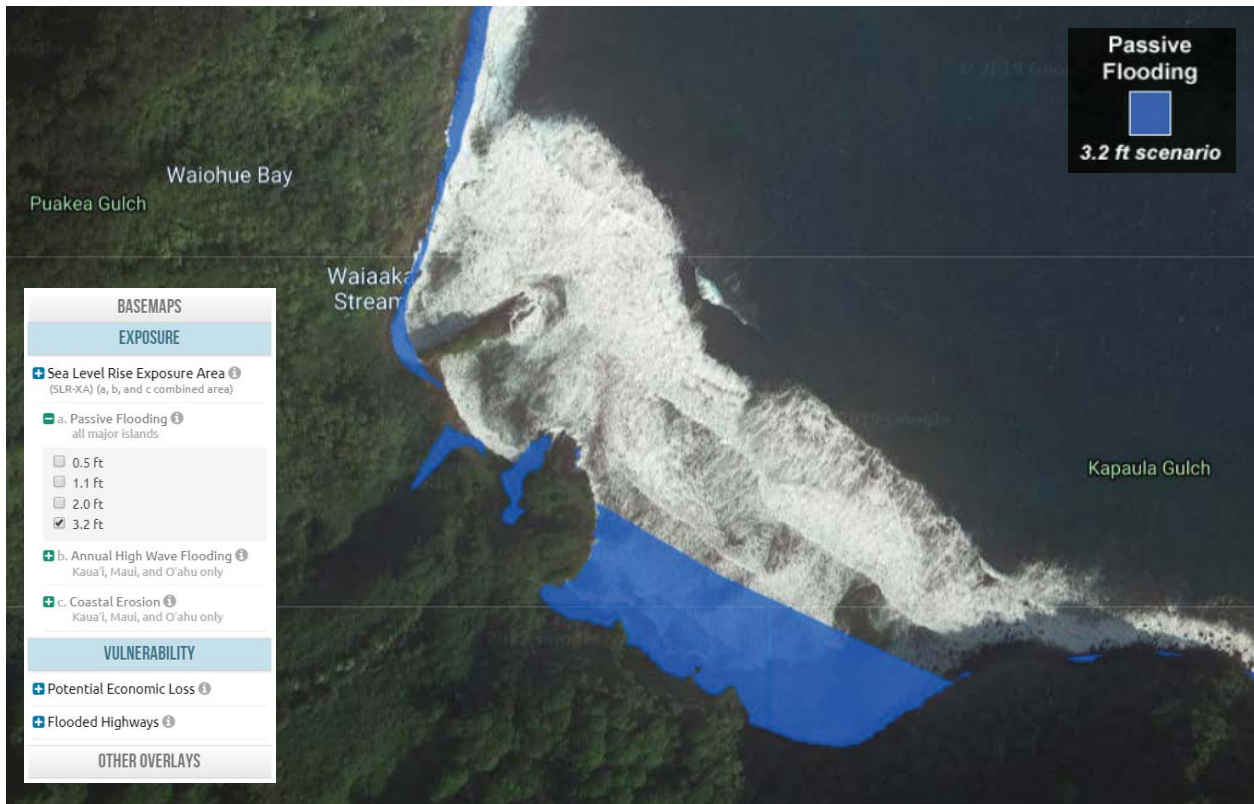 Passive
Flooding
3.2 ft scenario
Waiohue Bay
Puakea Gulch
Waiaaka
Stream
Kapaula Gulch
BASEMAPS
EXPOSURE
Sea Level Rise Exposure Area
(SLR-XA) (a, b, and c combined area)
a. Passive Flooding
all major islands
0.5 ft
1.1 ft
2.0 ft
3.2 ft
b. Annual High Wave Flooding
Kaua'i, Maui, and O'ahu only
c. Coastal Erosion
Kaua'i, Maui, and O'ahu only
VULNERABILITY
Potential Economic Loss
Flooded Highways
OTHER OVERLAYS